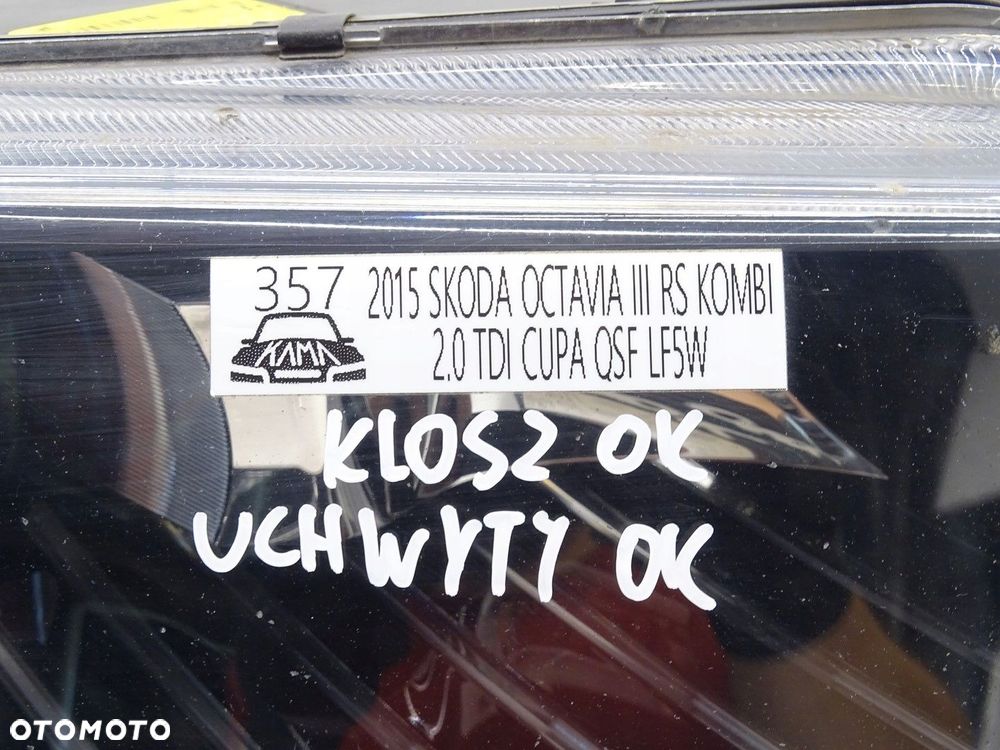 357 2015 SKODA OCTAVIA III RS KOMBI
KAMA 2.0 TDI CUPA QSF LF5W
KLOSZ OK
UCHWYTY OK
OTOMOTO